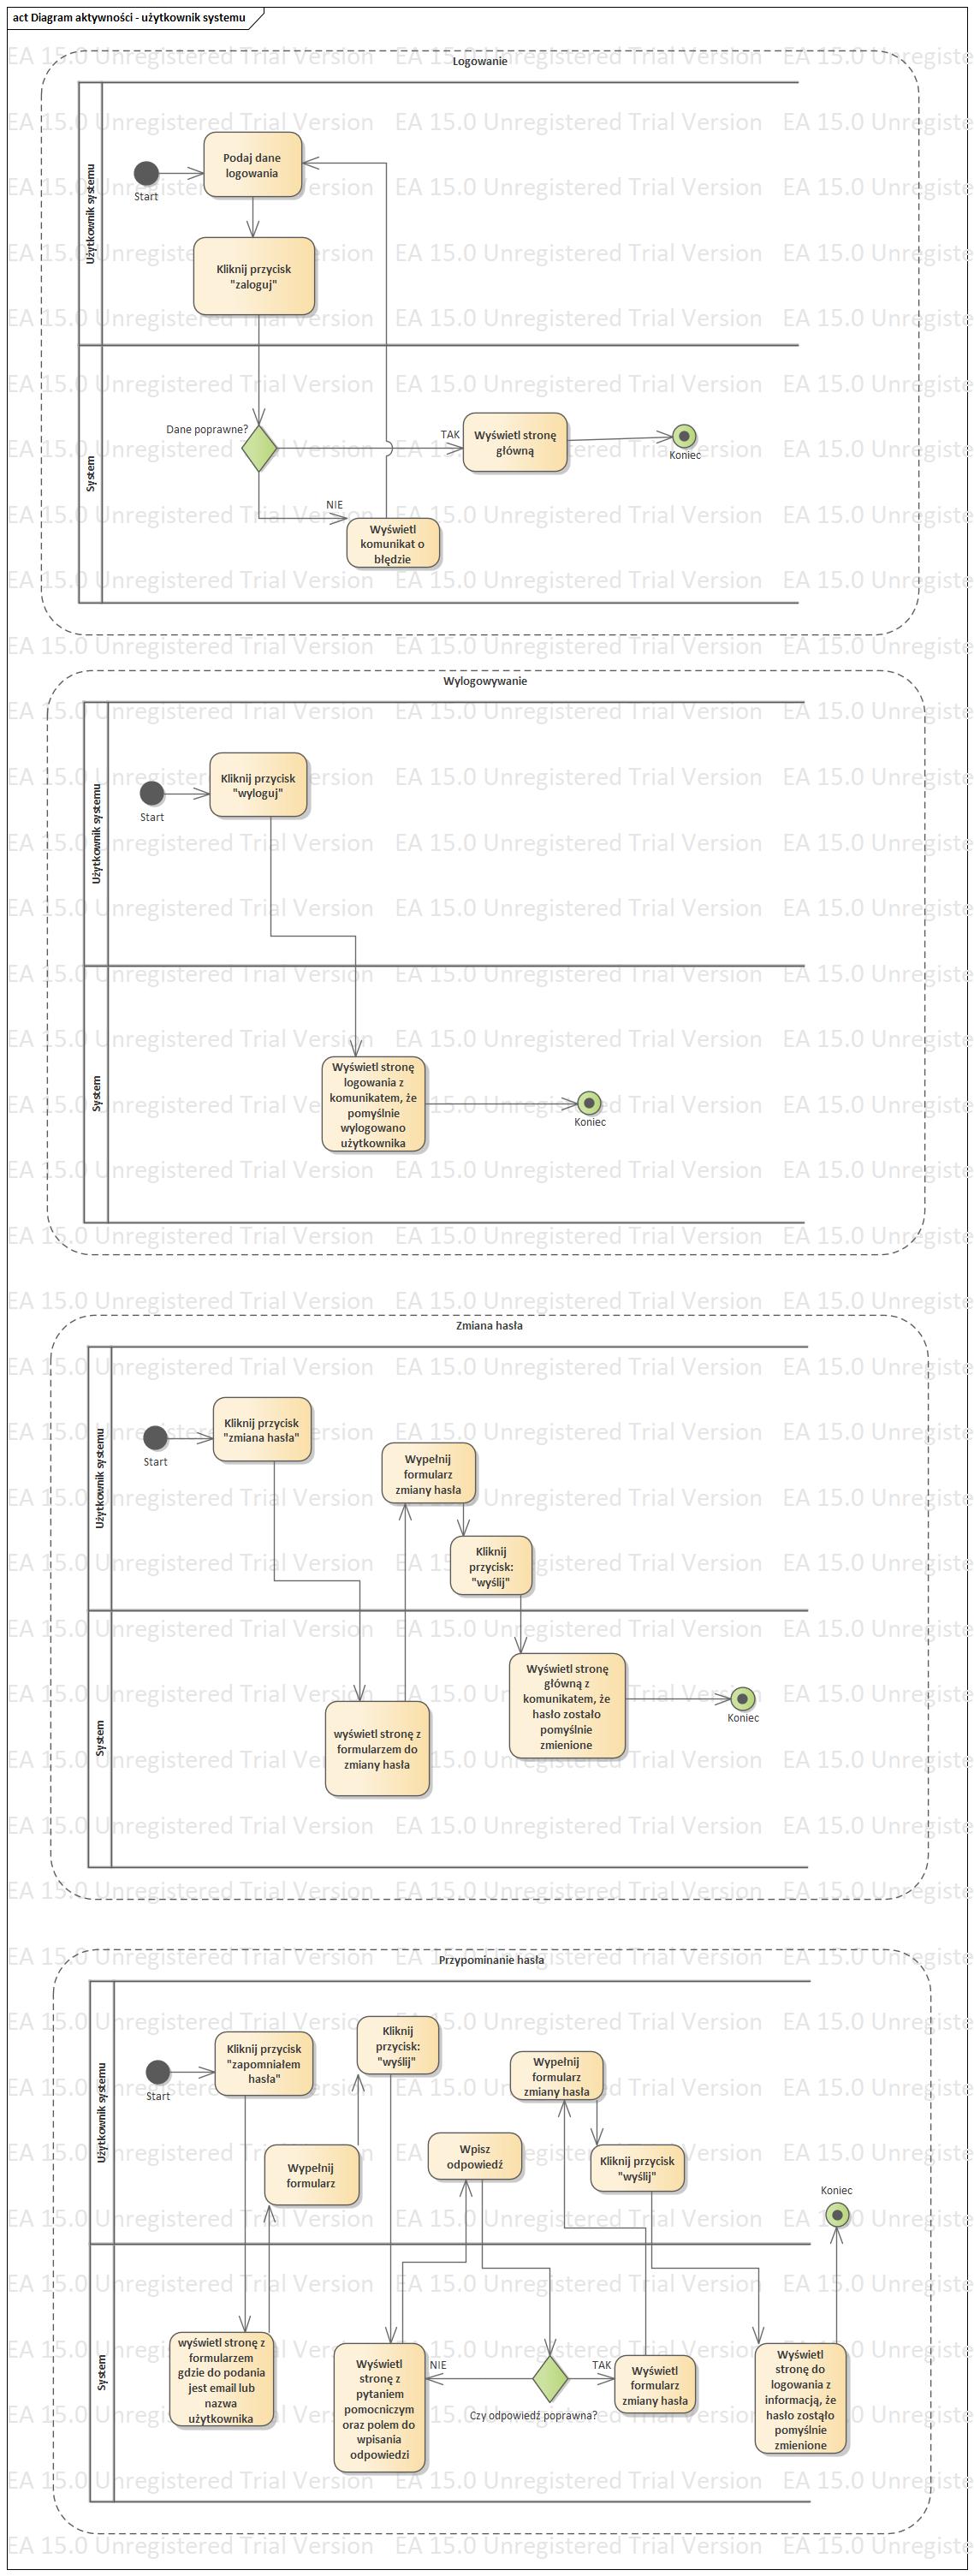 act Diagram aktywności - użytkownik systemu
EA 15.0 Unregistered Trial Version
Logowanie
Użytkownik systemu
Start
Podaj dane
logowania
Kliknij przycisk
"zaloguj"
System
Dane poprawne?
TAK
Wyświetl stronę
główną
Koniec
NIE
Wyświetl
komunikat o
błędzie
Wylogowywanie
Użytkownik systemu
Start
Kliknij przycisk
"wyloguj"
System
Wyświetl stronę
logowania z
komunikatem, że
pomyślnie
wylogowano
użytkownika
Koniec
Zmiana hasła
Użytkownik systemu
Start
Kliknij przycisk
"zmiana hasła"
Wypełnij
formularz
zmiany hasła
Kliknij
przycisk:
"wyślij"
System
wyświetl stronę z
formularzem do
zmiany hasła
Wyświetl stronę
główną z
komunikatem, że
hasło zostało
pomyślnie
zmienione
Koniec
Przypominanie hasła
Użytkownik systemu
Start
Kliknij przycisk
"zapomniałem
hasła"
Kliknij
przycisk:
"wyślij"
Wypełnij
formularz
Wpisz
odpowiedź
Wypełnij
formularz
zmiany hasła
Kliknij przycisk
"wyślij"
Koniec
System
wyświetl stronę z
formularzem
gdzie do podania
jest email lub
nazwa
użytkownika
Wyświetl
stronę z
pytaniem
pomocniczym
oraz polem do
wpisania
odpowiedzi
NIE
Czy odpowiedź poprawna?
TAK
Wyświetl
formularz
zmiany hasła
Wyświetl
stronę do
logowania z
informacją, że
hasło zostąło
pomyślnie
zmienione